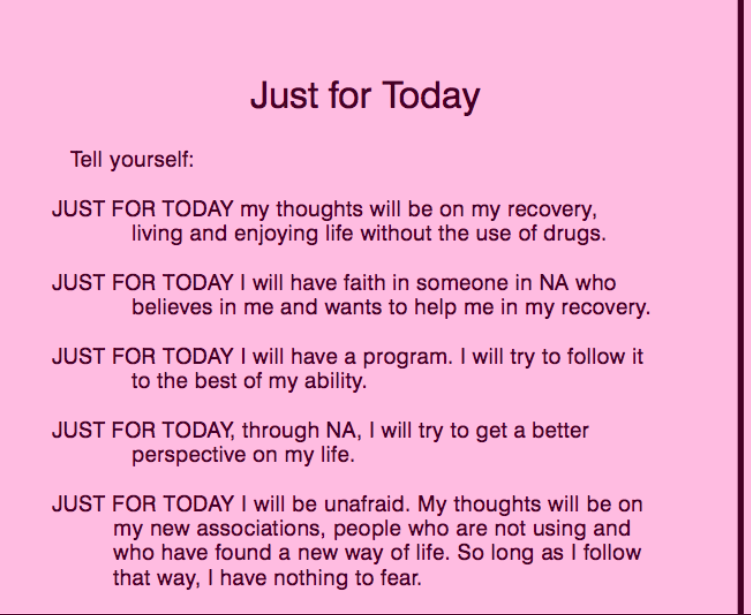 Just for Today
Tell yourself:
JUST FOR TODAY my thoughts will be on my recovery,
living and enjoying life without the use of drugs.
JUST FOR TODAY I will have faith in someone in NA who
believes in me and wants to help me in my recovery.
JUST FOR TODAY I will have a program. I will try to follow it
to the best of my ability.
JUST FOR TODAY, through NA, I will try to get a better
perspective on my life.
JUST FOR TODAY I will be unafraid. My thoughts will be on
my new associations, people who are not using and
who have found a new way of life. So long as I follow
that way, I have nothing to fear.